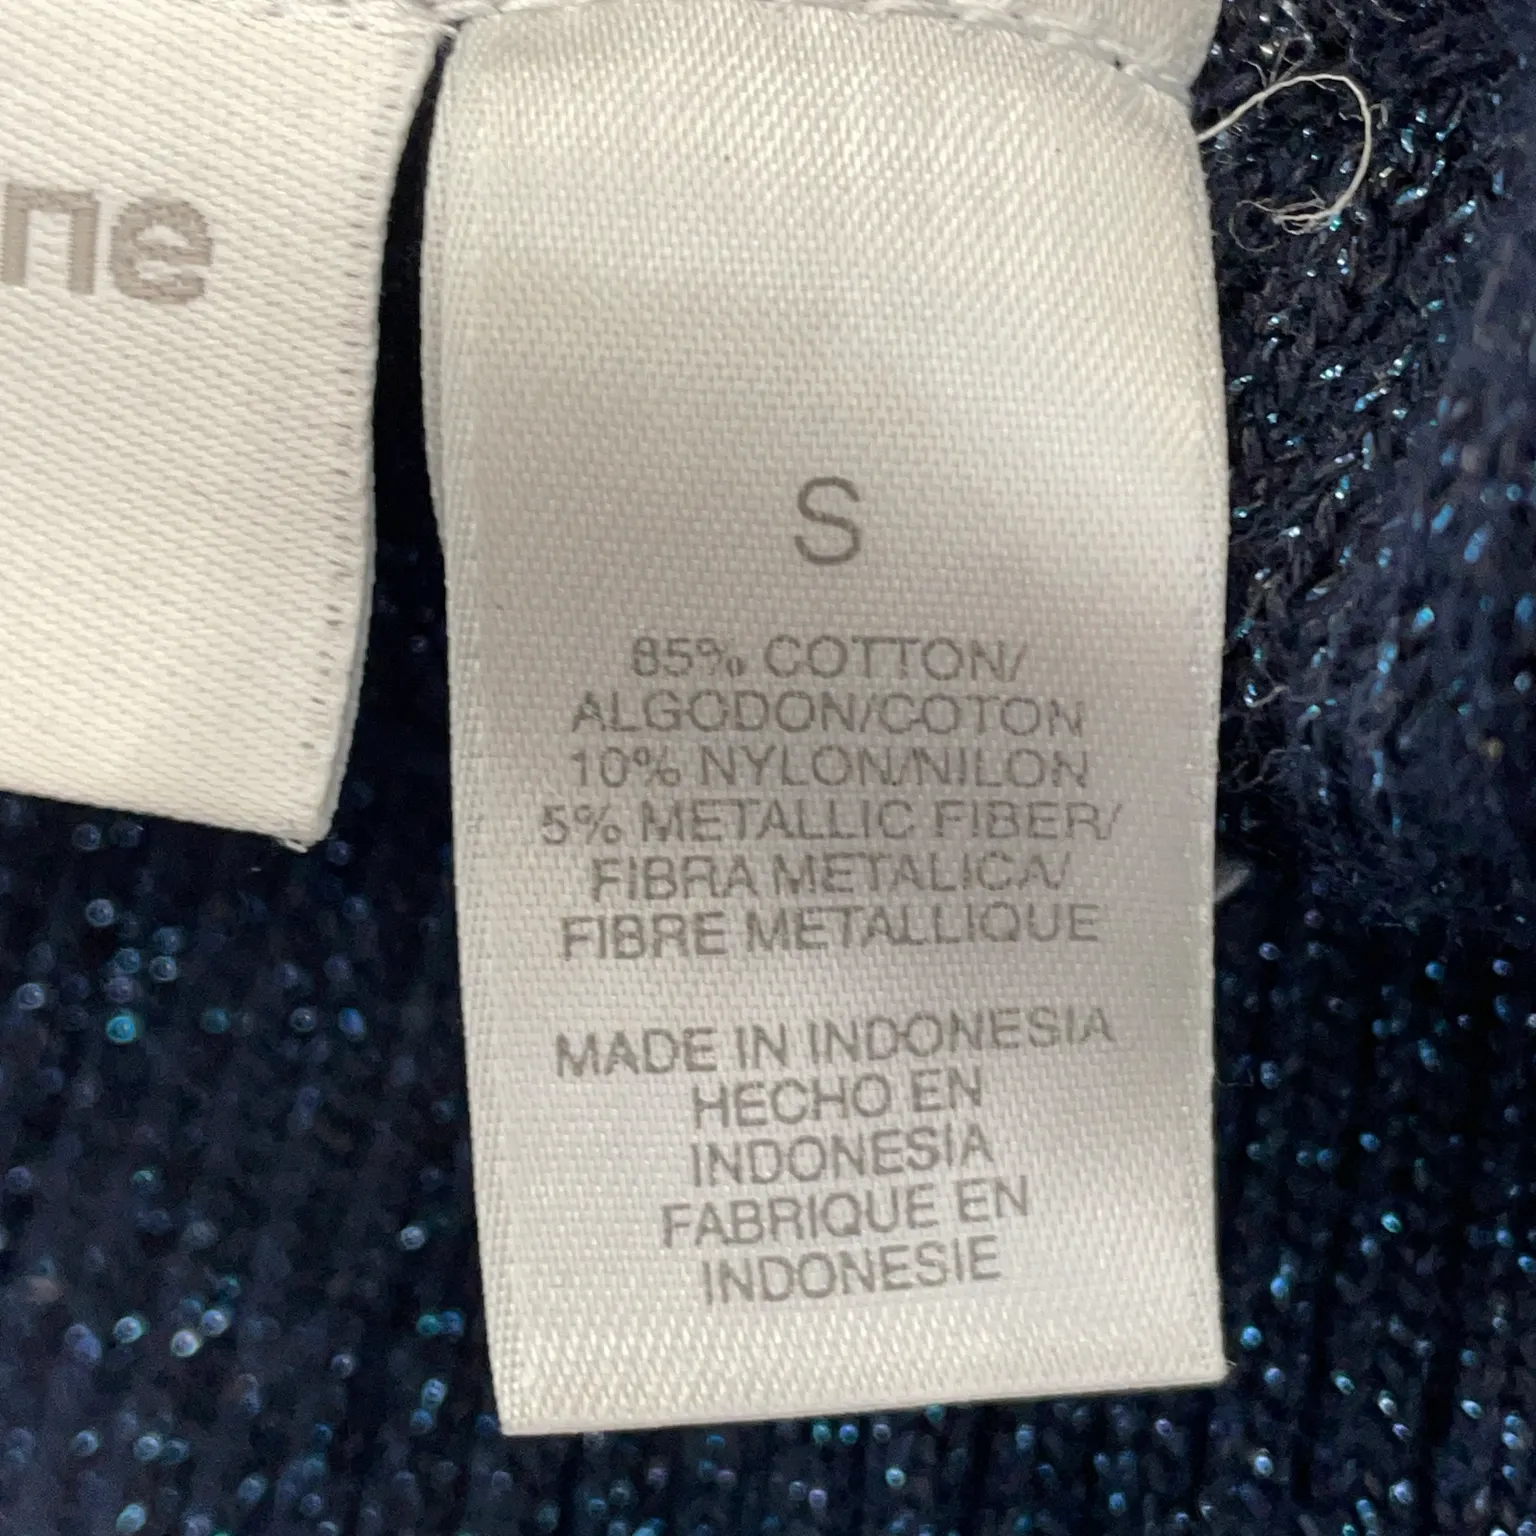 ne
S
85% COTTON/
ALGODON/COTON
10% NYLON/NILON
5% METALLIC FIBER/
FIBRA METALICA/
FIBRE METALLIQUE
MADE IN INDONESIA
HECHO EN
INDONESIA
FABRIQUE EN
INDONESIE